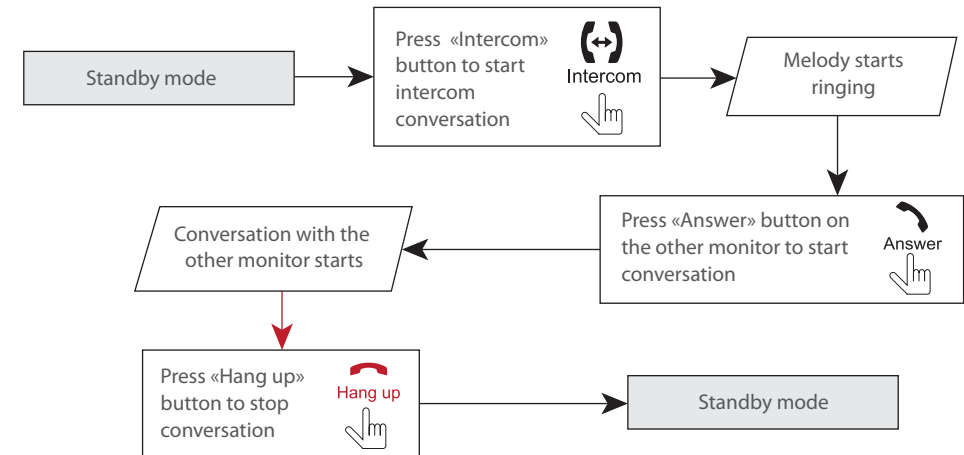 Standby mode
Press «Intercom»
button to start
intercom
conversation
Intercom
Melody starts
ringing
Press «Answer» button on
the other monitor to start
conversation
Answer
Conversation with the
other monitor starts
Press «Hang up»
button to stop
conversation
Hang up
Standby mode